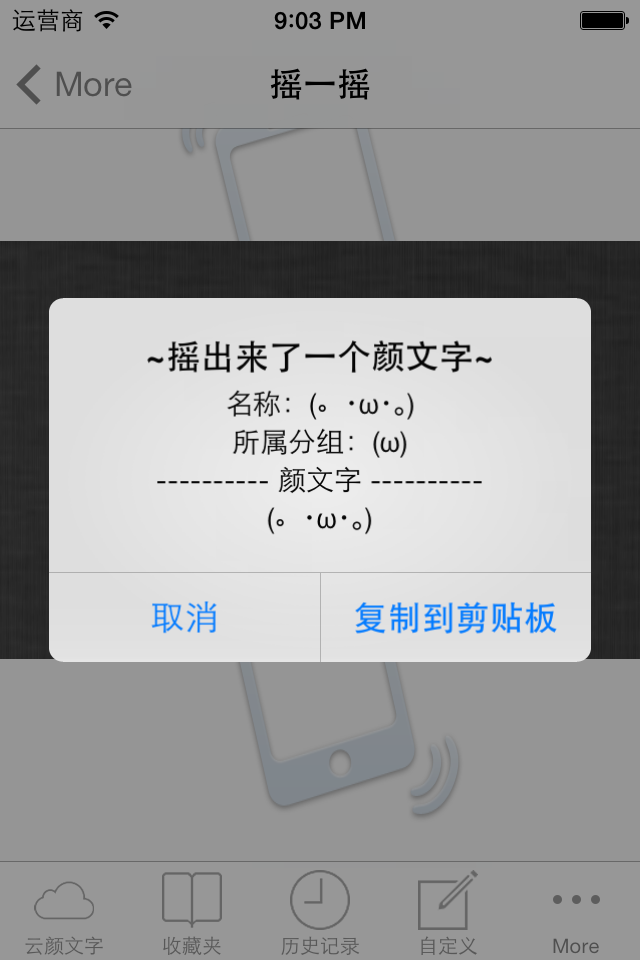 运营商 9:03 PM
More 摇一摇
~摇出来了一个颜文字~
名称：(。･ω･｡)
所属分组：(ω)
---------- 颜文字 ----------
(。･ω･｡)
取消 复制到剪贴板
云颜文字 收藏夹 历史记录 自定义 More